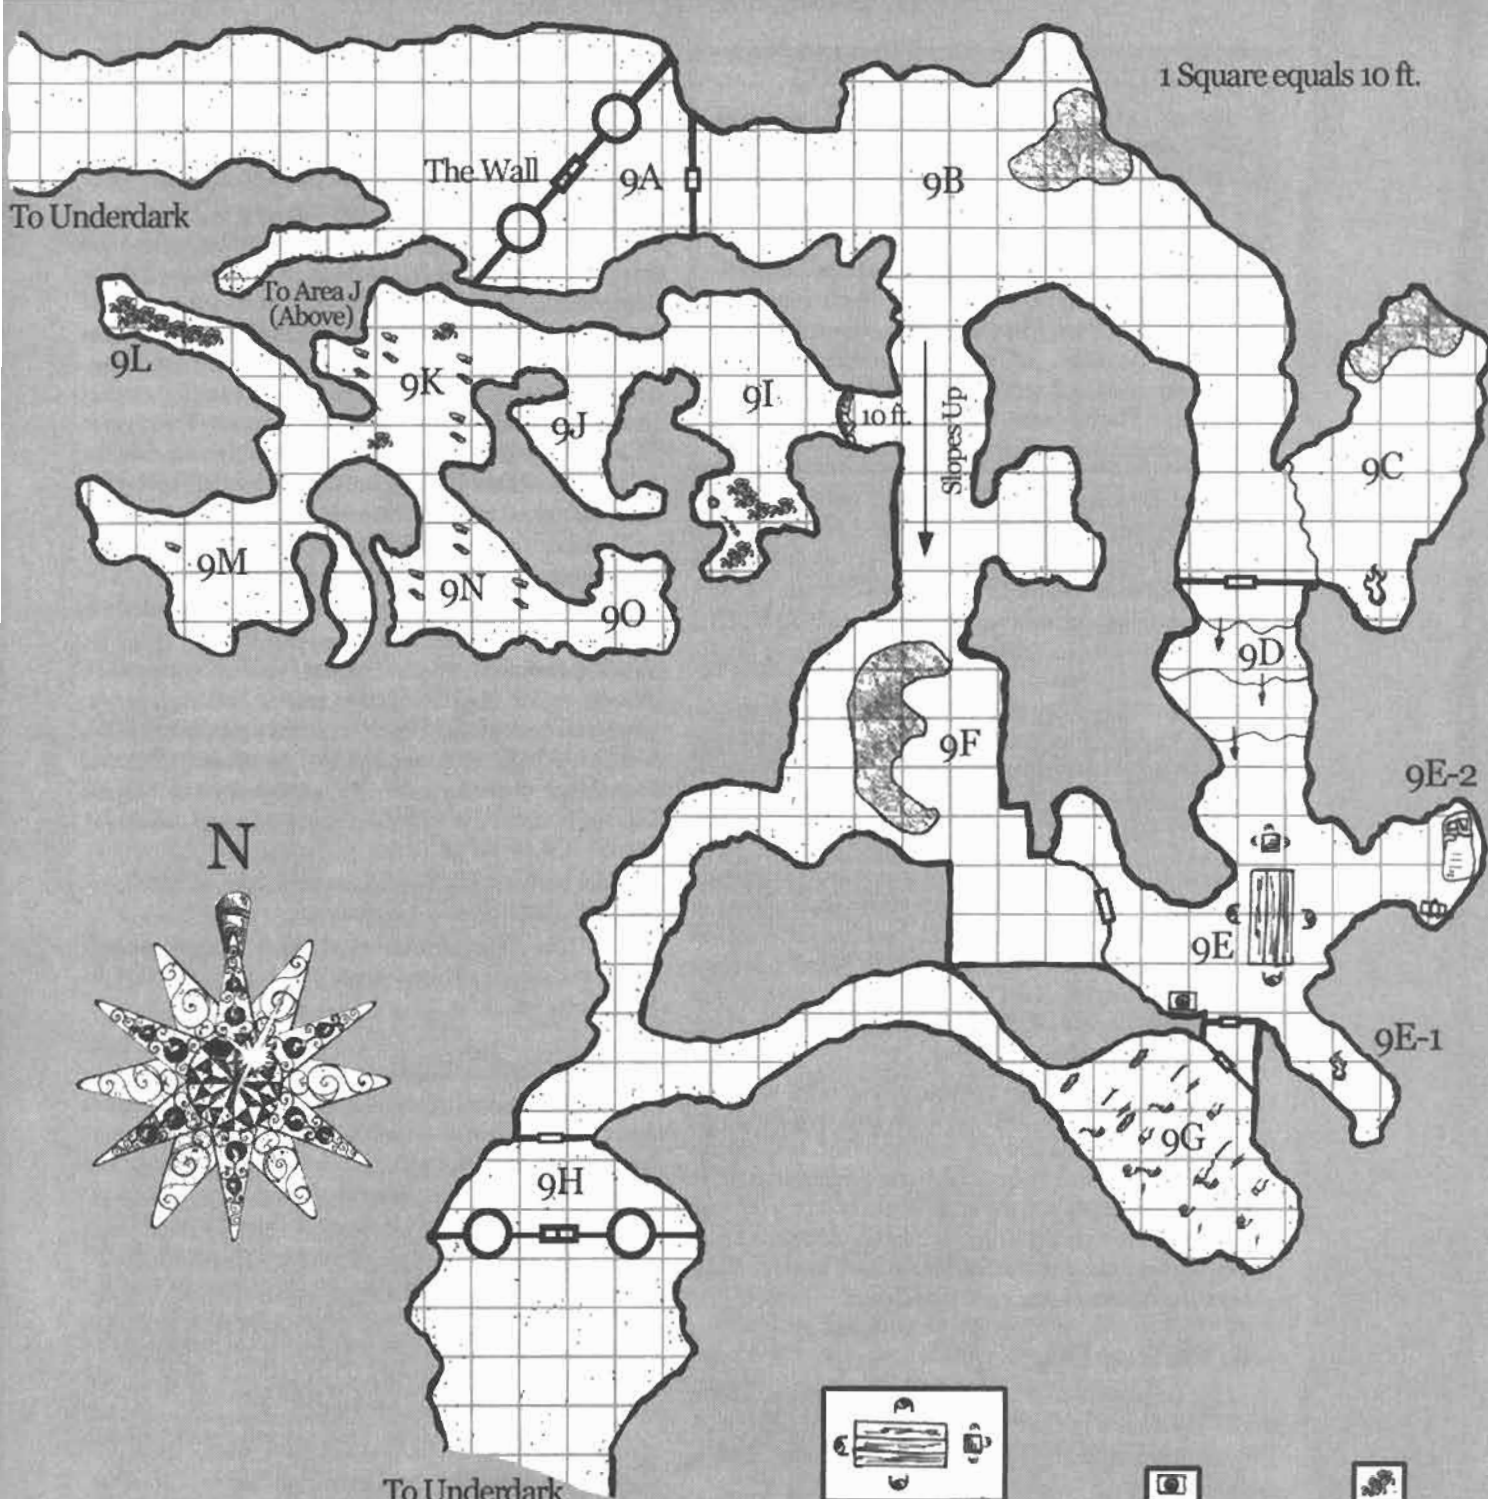 1 Square equals 10 ft.
The Wall
9A
9B
To Underdark
To Area J
(Above)
9L
9K
9J
9I
10 ft.
Slopes Up
9C
9M
9N
9O
9D
9F
9E-2
N
9E
9E-1
9G
9H
To Underdark